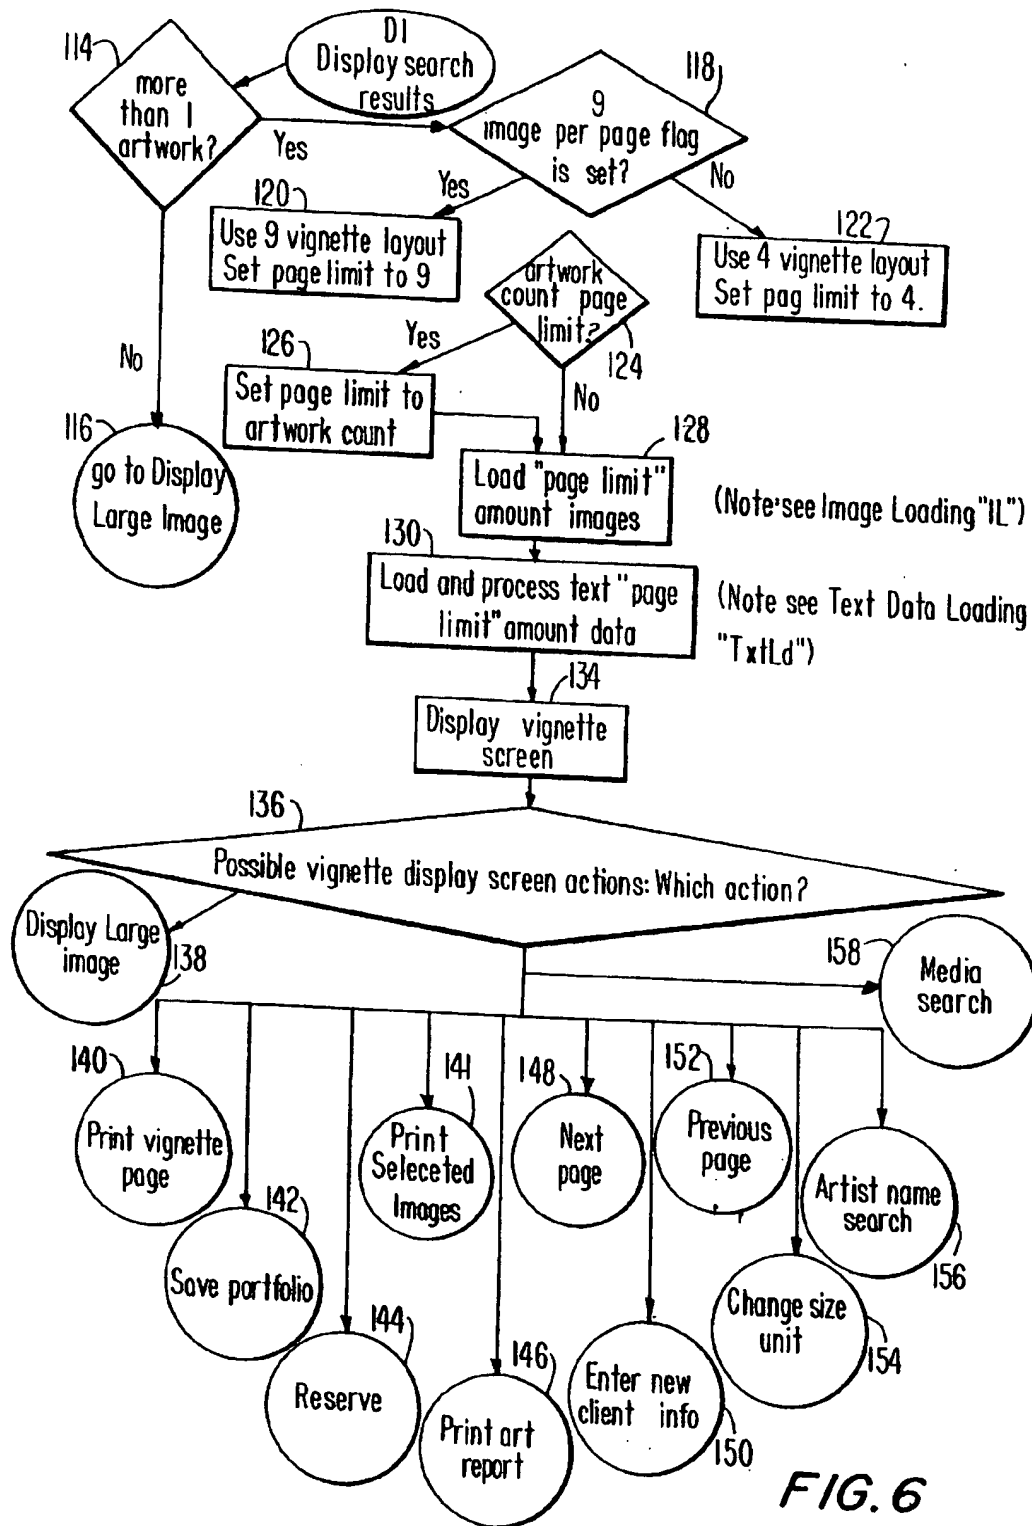 D1
Display search
results
114
more
than 1
artwork?
Yes
No
118
9
image per page flag
is set?
Yes
No
120
Use 9 vignette layout
Set page limit to 9
122
Use 4 vignette layout
Set pag limit to 4.
artwork
count page
limit?
124
Yes
No
126
Set page limit to
artwork count
116
go to Display
Large Image
128
Load "page limit"
amount images
(Note: see Image Loading "IL")
130
Load and process text "page
limit" amount data
(Note see Text Data Loading
"TxtLd")
134
Display vignette
screen
136
Possible vignette display screen actions: Which action?
Display Large
image
138
158
Media
search
140
Print vignette
page
142
Save portfolio
144
Reserve
141
Print
Seleceted
Images
146
Print art
report
148
Next
page
150
Enter new
client info
152
Previous
page
154
Change size
unit
Artist name
search
156
FIG. 6